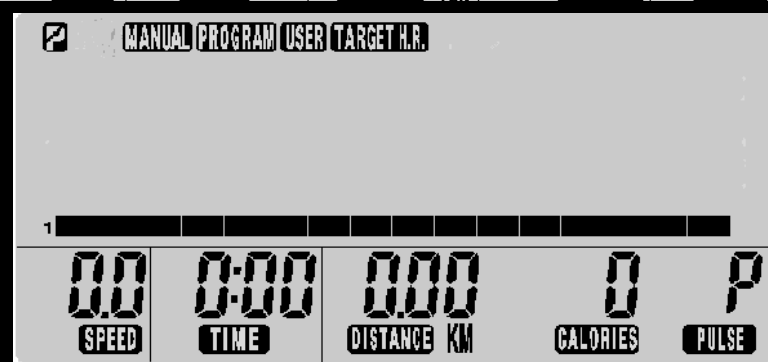 P MANUAL PROGRAM USER TARGET H.R.
1
0.0 0:00 0.00 0 P
SPEED TIME DISTANCE KM CALORIES PULSE